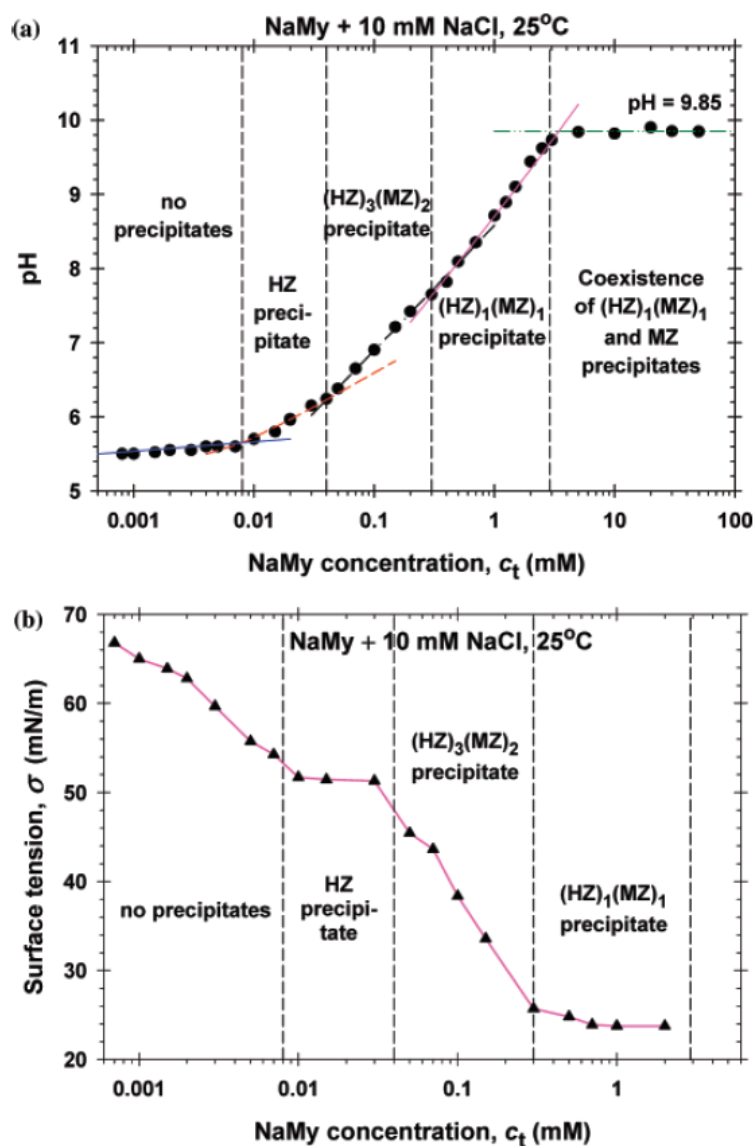 (a)
NaMy + 10 mM NaCl, 25°C
11
10
9
8
7
6
5
pH
pH = 9.85
no
precipitates
HZ
preci-
pitate
(HZ)₃(MZ)₂
precipitate
(HZ)₁(MZ)₁
precipitate
Coexistence
of (HZ)₁(MZ)₁
and MZ
precipitates
0.001 0.01 0.1 1 10 100
NaMy concentration, cₜ (mM)
(b)
NaMy + 10 mM NaCl, 25°C
70
60
50
40
30
20
Surface tension, σ (mN/m)
no precipitates
HZ
precipi-
tate
(HZ)₃(MZ)₂
precipitate
(HZ)₁(MZ)₁
precipitate
0.001 0.01 0.1 1
NaMy concentration, cₜ (mM)